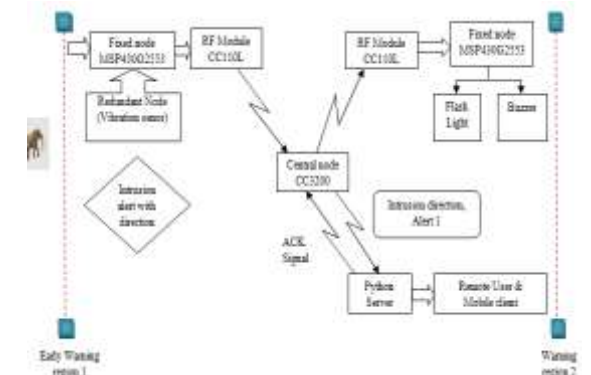 Fixed node
MSP430G2553
RF Module
CC110L
RF Module
CC110L
Fixed node
MSP430G2553
Redundant Node
(Vibration sensor)
Flash
Light
Buzzer
Central node
CC3200
Intrusion
alert with
direction
Intrusion direction,
Alert 1
ACK
Signal
Python
Server
Remote User &
Mobile client
Early Warning
region 1
Warning
region 2